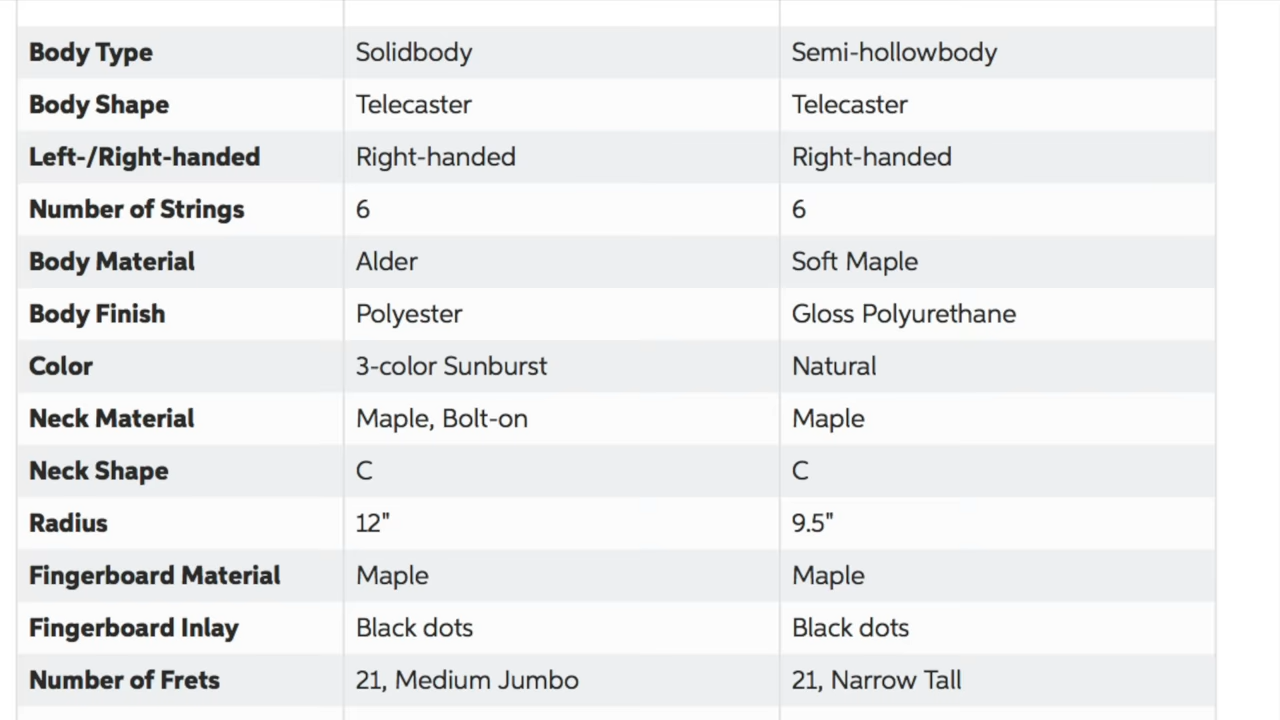 Body Type Solidbody Semi-hollowbody
Body Shape Telecaster Telecaster
Left-/Right-handed Right-handed Right-handed
Number of Strings 6 6
Body Material Alder Soft Maple
Body Finish Polyester Gloss Polyurethane
Color 3-color Sunburst Natural
Neck Material Maple, Bolt-on Maple
Neck Shape C C
Radius 12" 9.5"
Fingerboard Material Maple Maple
Fingerboard Inlay Black dots Black dots
Number of Frets 21, Medium Jumbo 21, Narrow Tall